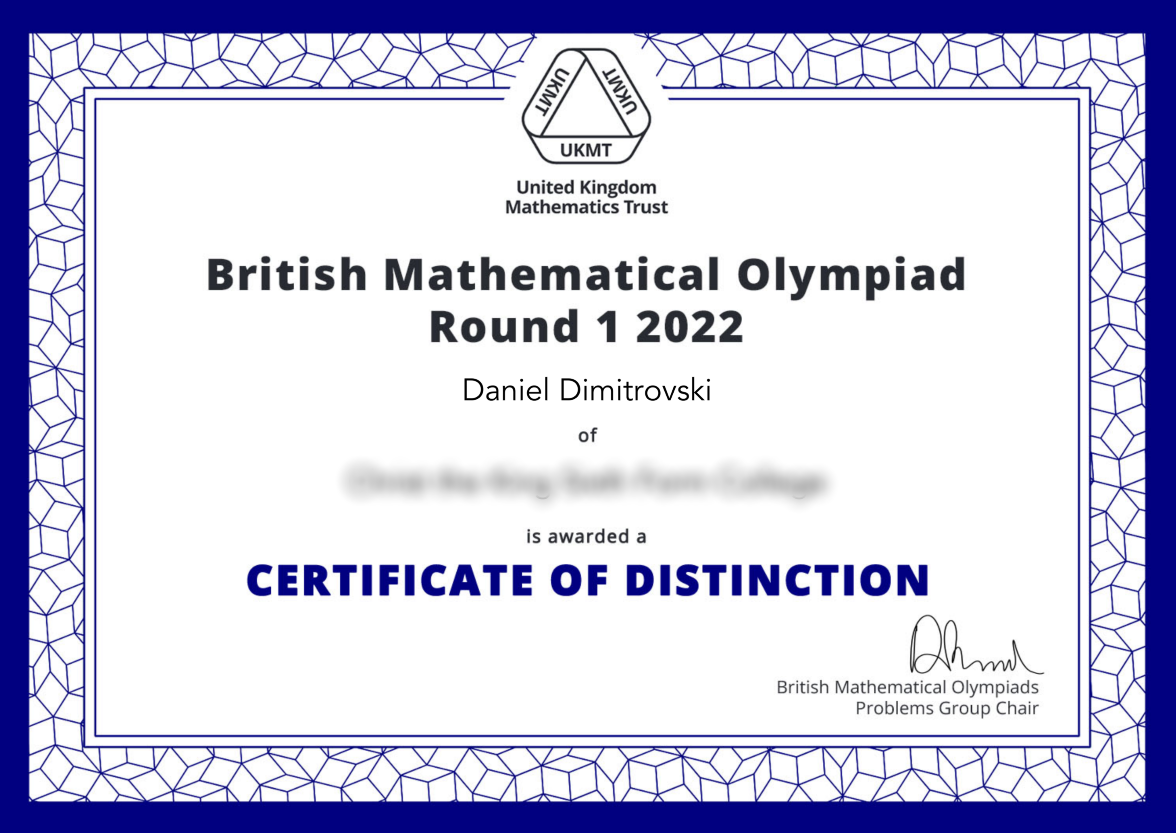 UKMT
UKMT
UKMT
United Kingdom
Mathematics Trust
British Mathematical Olympiad
Round 1 2022
Daniel Dimitrovski
of
is awarded a
CERTIFICATE OF DISTINCTION
British Mathematical Olympiads
Problems Group Chair